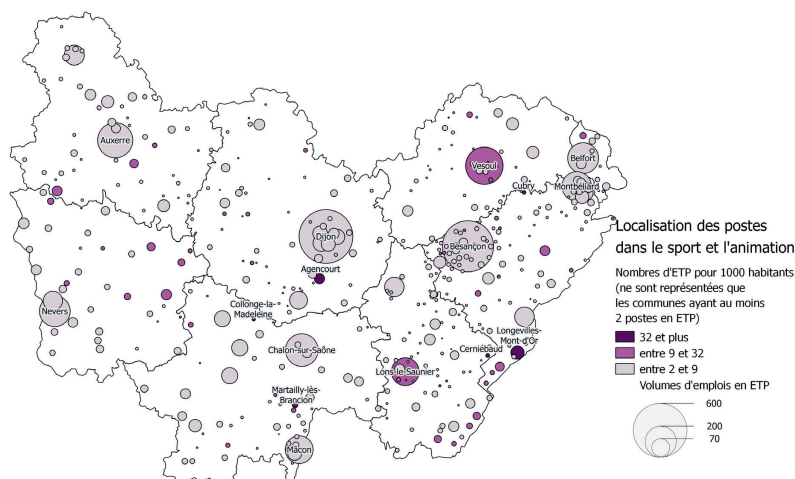 Auxerre
Vesoul
Belfort
Cubry
Montbéliard
Dijon
Besançon
Agencourt
Nevers
Collonge-la-
Madeleine
Chalon-sur-Saône
Longevilles-
Mont-d'Or
Cerniébaud
Lons-le-Saunier
Martailly-lès-
Brancion
Mâcon
Localisation des postes
dans le sport et l'animation
Nombres d'ETP pour 1000 habitants
(ne sont représentées que
les communes ayant au moins
2 postes en ETP)
32 et plus
entre 9 et 32
entre 2 et 9
Volumes d'emplois en ETP
600
200
70